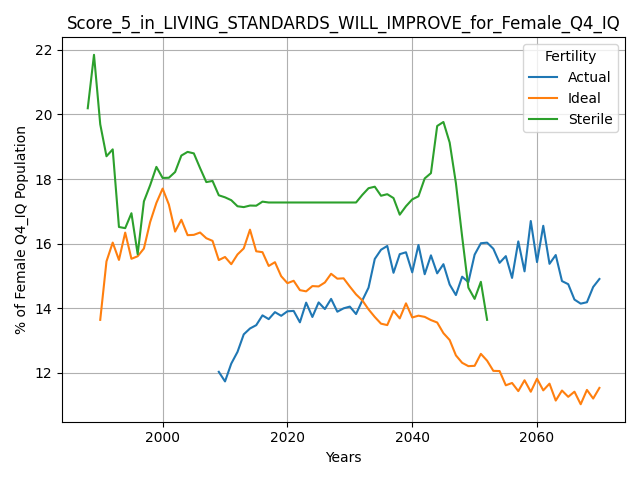 Score_5_in_LIVING_STANDARDS_WILL_IMPROVE_for_Female_Q4_IQ
Fertility
Actual
Ideal
Sterile
% of Female Q4_IQ Population
22
20
18
16
14
12
2000
2020
2040
2060
Years